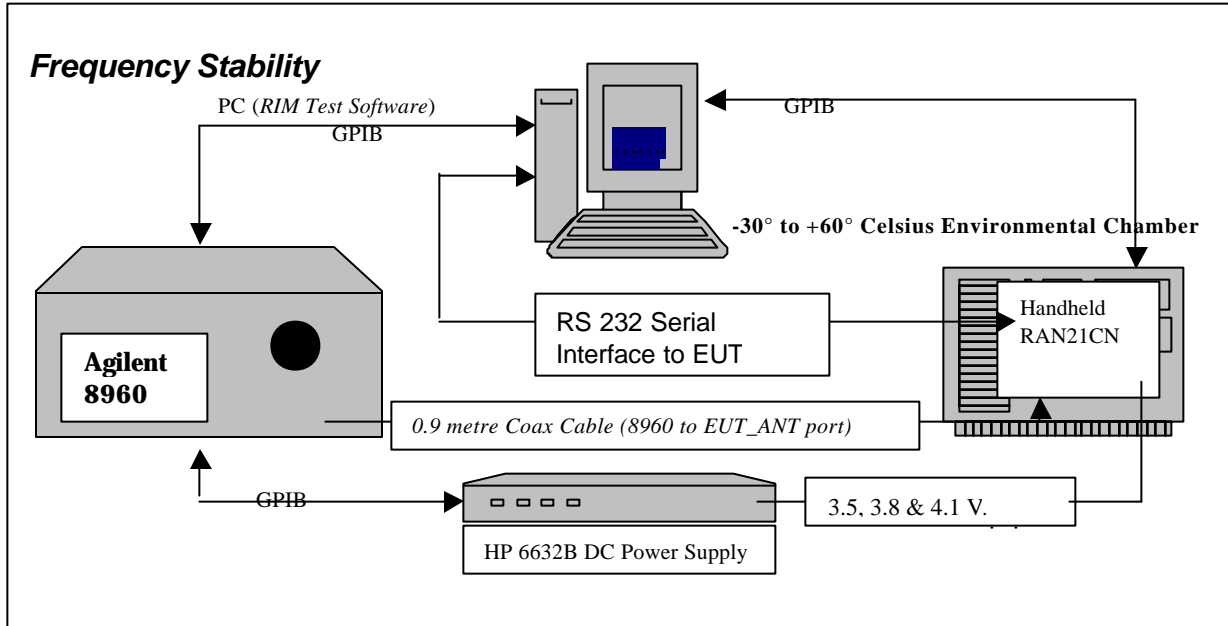 Frequency Stability
PC (RIM Test Software)
GPIB
GPIB
-30° to +60° Celsius Environmental Chamber
RS 232 Serial
Interface to EUT
Handheld
RAN21CN
Agilent
8960
0.9 metre Coax Cable (8960 to EUT_ANT port)
GPIB
3.5, 3.8 & 4.1 V.
HP 6632B DC Power Supply